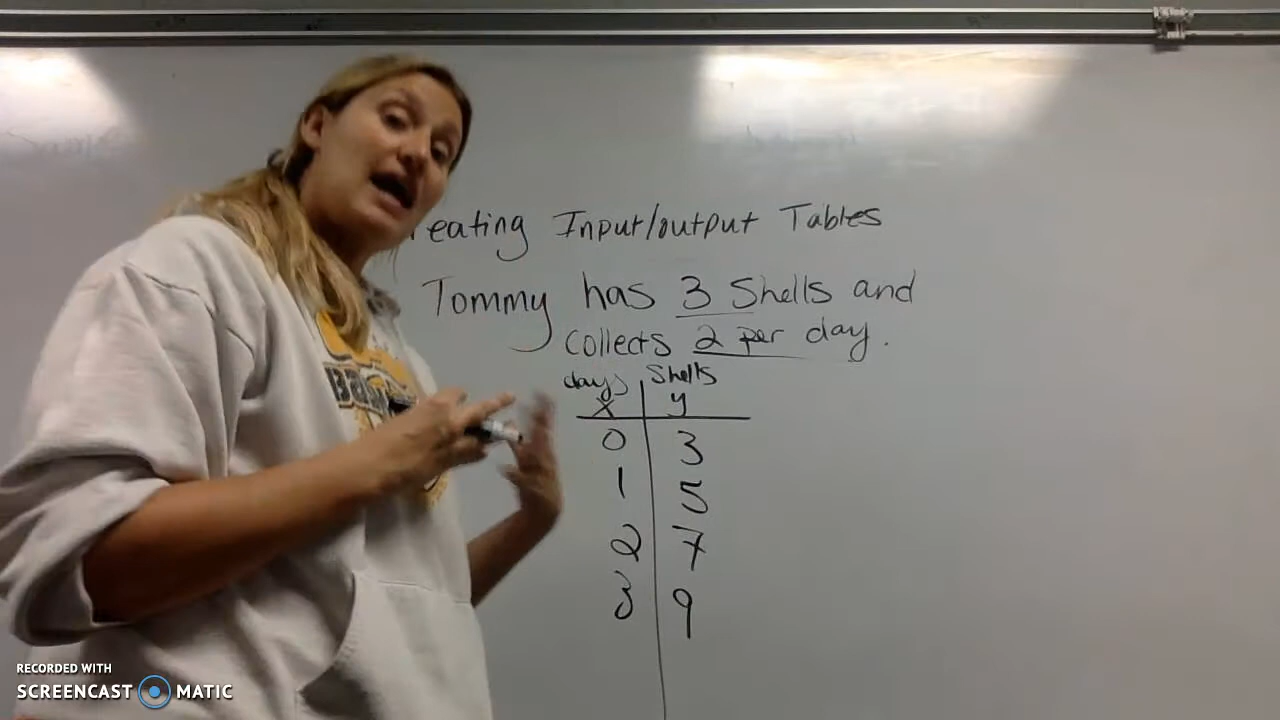 reating Input/output Tables
Tommy has 3 Shells and
Collects 2 per day.
days Shells
x y
0 3
1 5
2 7
3 9
RECORDED WITH
SCREENCAST MATIC